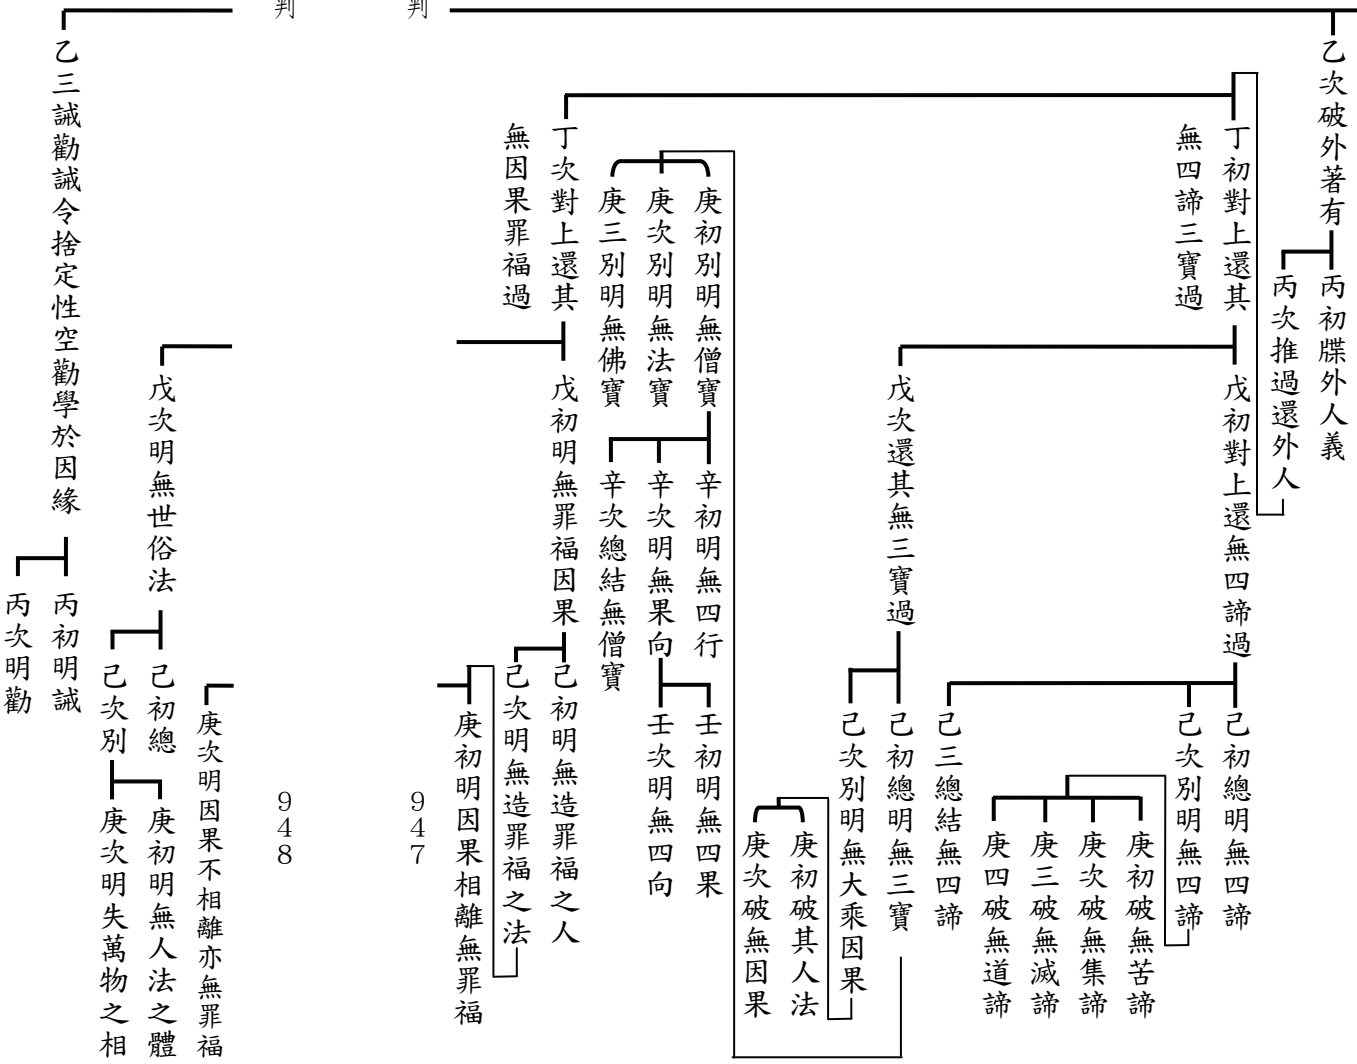 乙次破外著有
丙初牒外人義
丙次推過還外人
丁初對上還其
無四諦三寶過
戊初對上還無四諦過
己初總明無四諦
己次別明無四諦
庚初破無苦諦
庚次破無集諦
庚三破無滅諦
庚四破無道諦
己三總結無四諦
戊次還其無三寶過
己初總明無三寶
己次別明無大乘因果
庚初破其人法
庚次破無因果
庚初別明無僧寶
庚次別明無法寶
庚三別明無佛寶
辛初明無四行
辛次明無果向
辛次總結無僧寶
壬初明無四果
壬次明無四向
丁次對上還其
無因果罪福過
戊初明無罪福因果
己初明無造罪福之人
己次明無造罪福之法
庚初明因果相離無罪福
判
947
判
948
庚次明因果不相離亦無罪福
戊次明無世俗法
己初總
己次別
庚初明無人法之體
庚次明失萬物之相
乙三誡勸誡令捨定性空勸學於因緣
丙初明誡
丙次明勸